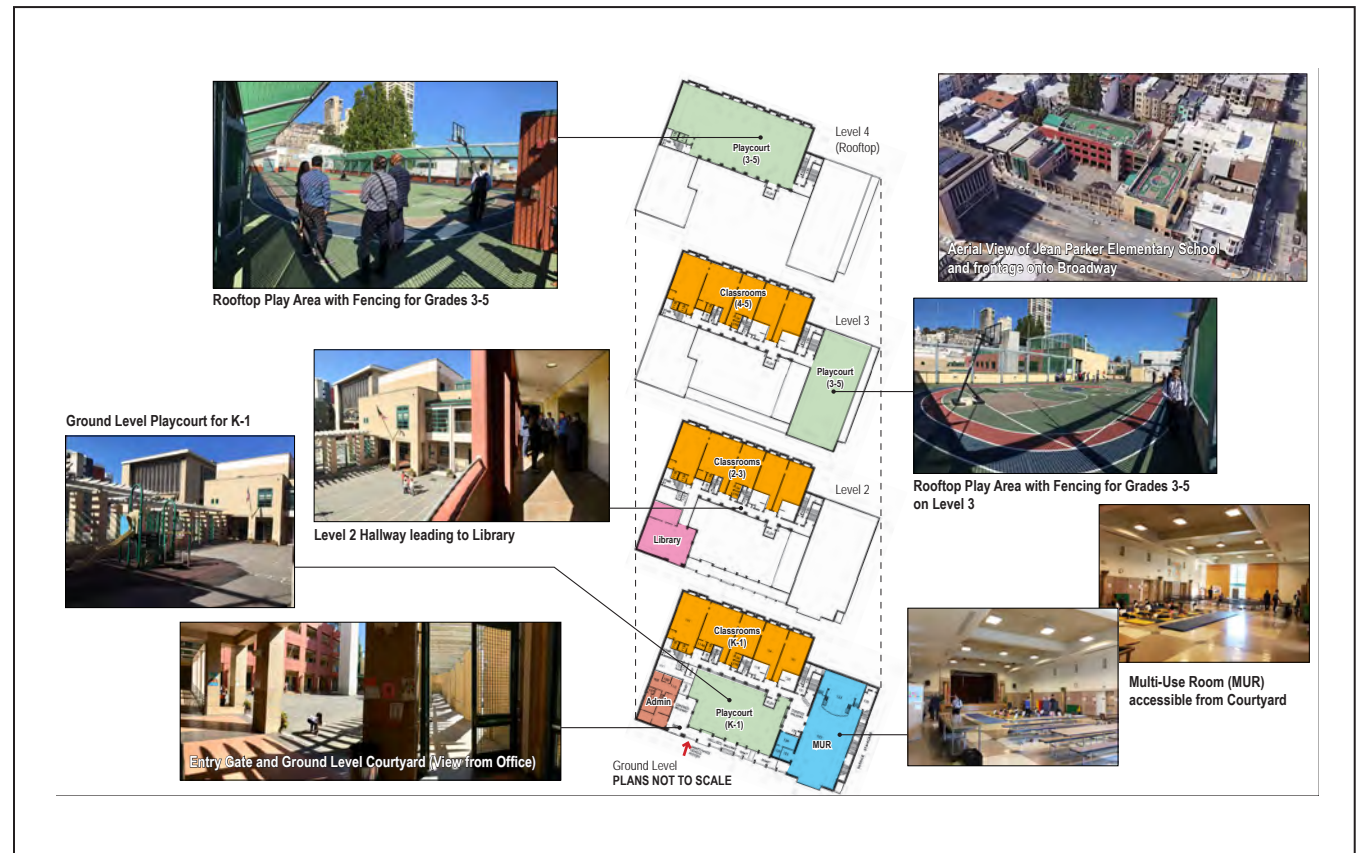 Level 4
(Rooftop)
Playcourt
(3-5)
Aerial View of Jean Parker Elementary School
and frontage onto Broadway
Rooftop Play Area with Fencing for Grades 3-5
Classrooms
(4-5)
Level 3
Playcourt
(3-5)
Rooftop Play Area with Fencing for Grades 3-5
on Level 3
Ground Level Playcourt for K-1
Level 2 Hallway leading to Library
Classrooms
(2-3)
Level 2
Library
Classrooms
(K-1)
Admin
Playcourt
(K-1)
MUR
Multi-Use Room (MUR)
accessible from Courtyard
Entry Gate and Ground Level Courtyard (View from Office)
Ground Level
PLANS NOT TO SCALE